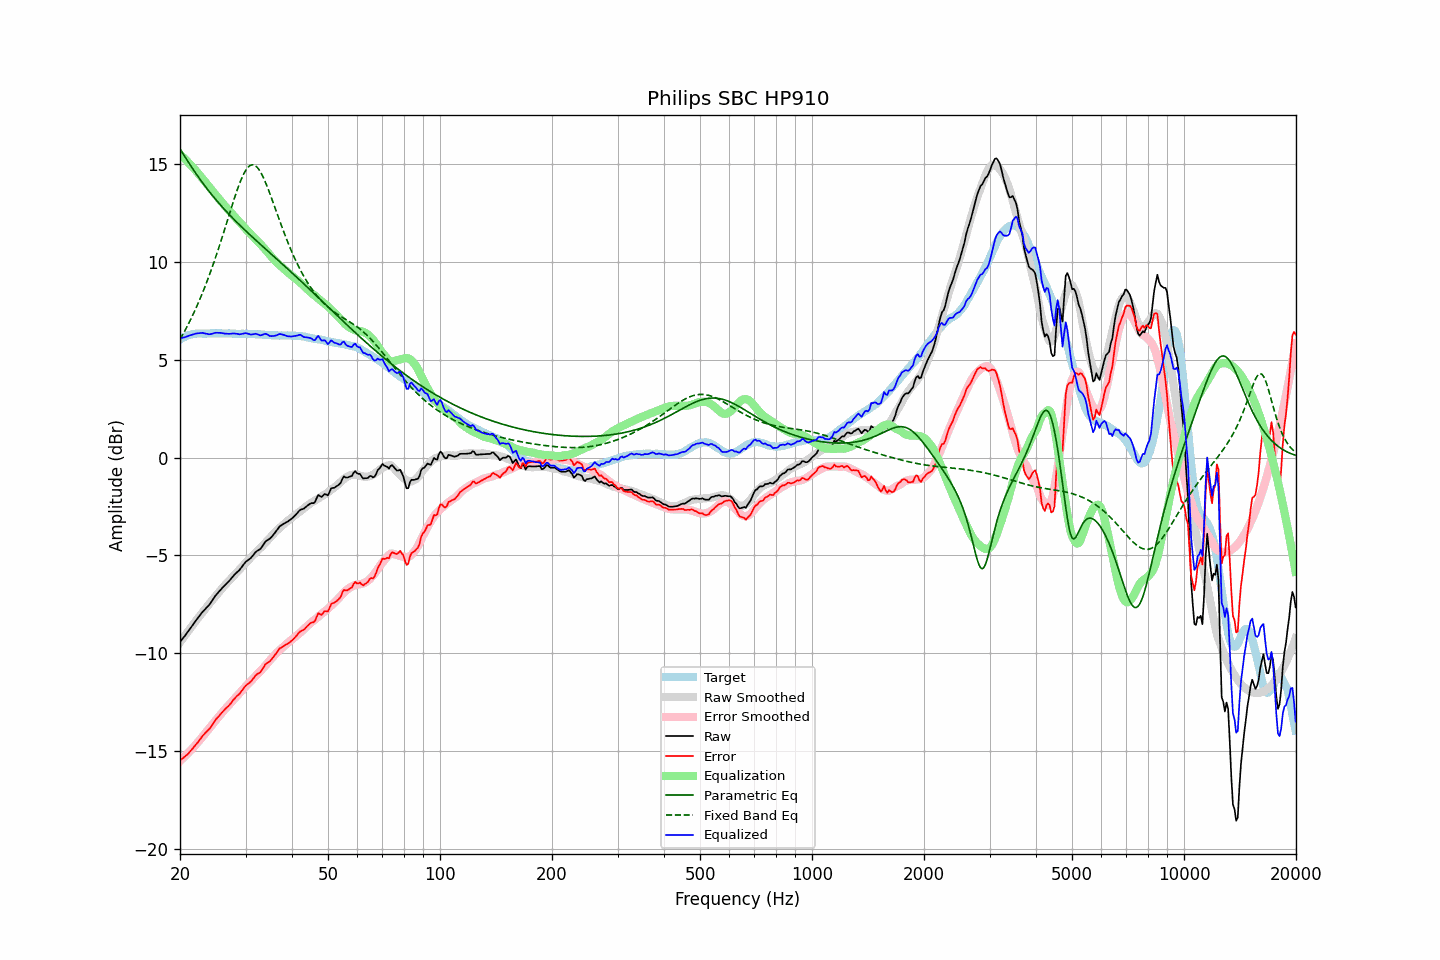 Philips SBC HP910
Amplitude (dBr)
15
10
5
0
−5
−10
−15
−20
Target
Raw Smoothed
Error Smoothed
Raw
Error
Equalization
Parametric Eq
Fixed Band Eq
Equalized
20 50 100 200 500 1000 2000 5000 10000 20000
Frequency (Hz)